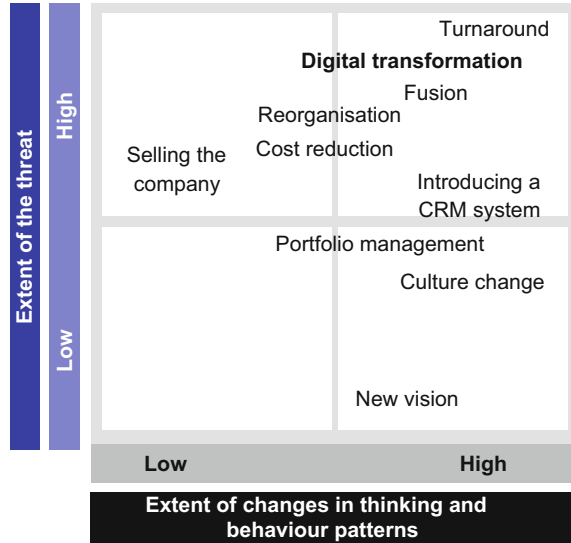 Extent of the threat
High
Low
Turnaround
Digital transformation
Fusion
Reorganisation
Cost reduction
Selling the
company
Introducing a
CRM system
Portfolio management
Culture change
New vision
Low
High
Extent of changes in thinking and
behaviour patterns